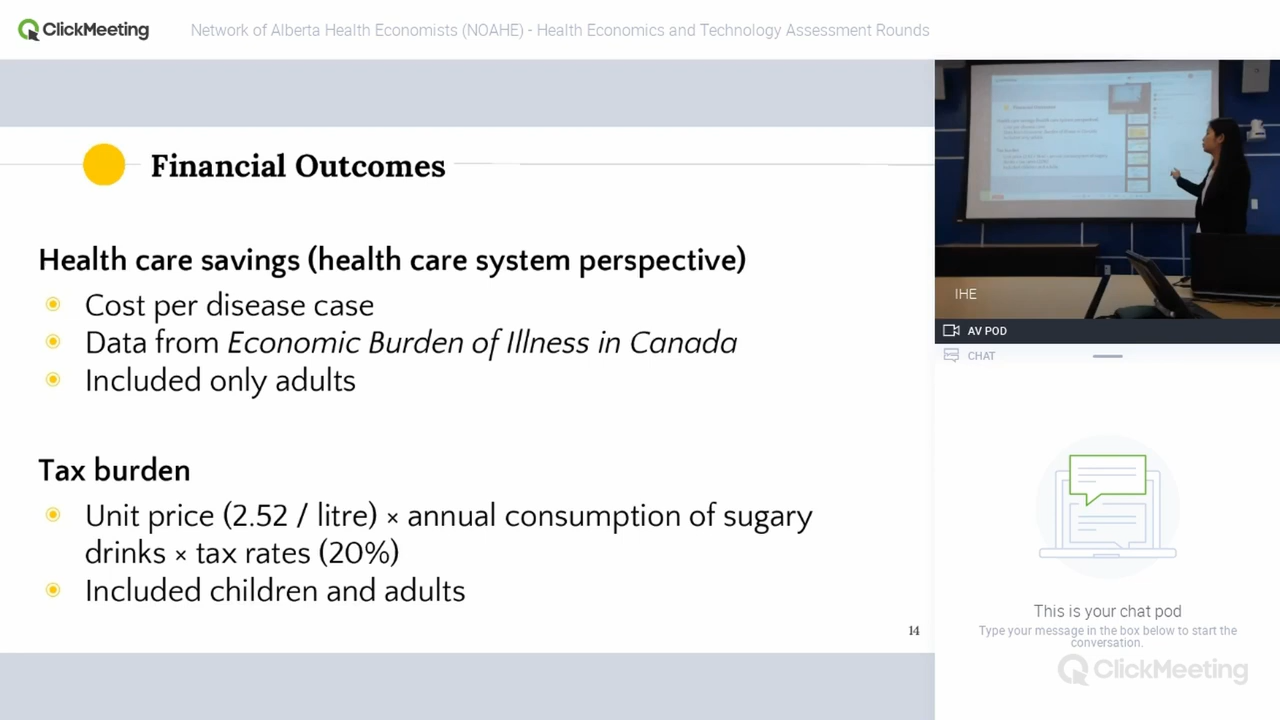 ClickMeeting
Network of Alberta Health Economists (NOAHE) - Health Economics and Technology Assessment Rounds
Financial Outcomes
Health care savings (health care system perspective)
Cost per disease case
Data from Economic Burden of Illness in Canada
Included only adults
Tax burden
Unit price (2.52 / litre) × annual consumption of sugary
drinks × tax rates (20%)
Included children and adults
14
IHE
AV POD
CHAT
This is your chat pod
Type your message in the box below to start the
conversation.
ClickMeeting